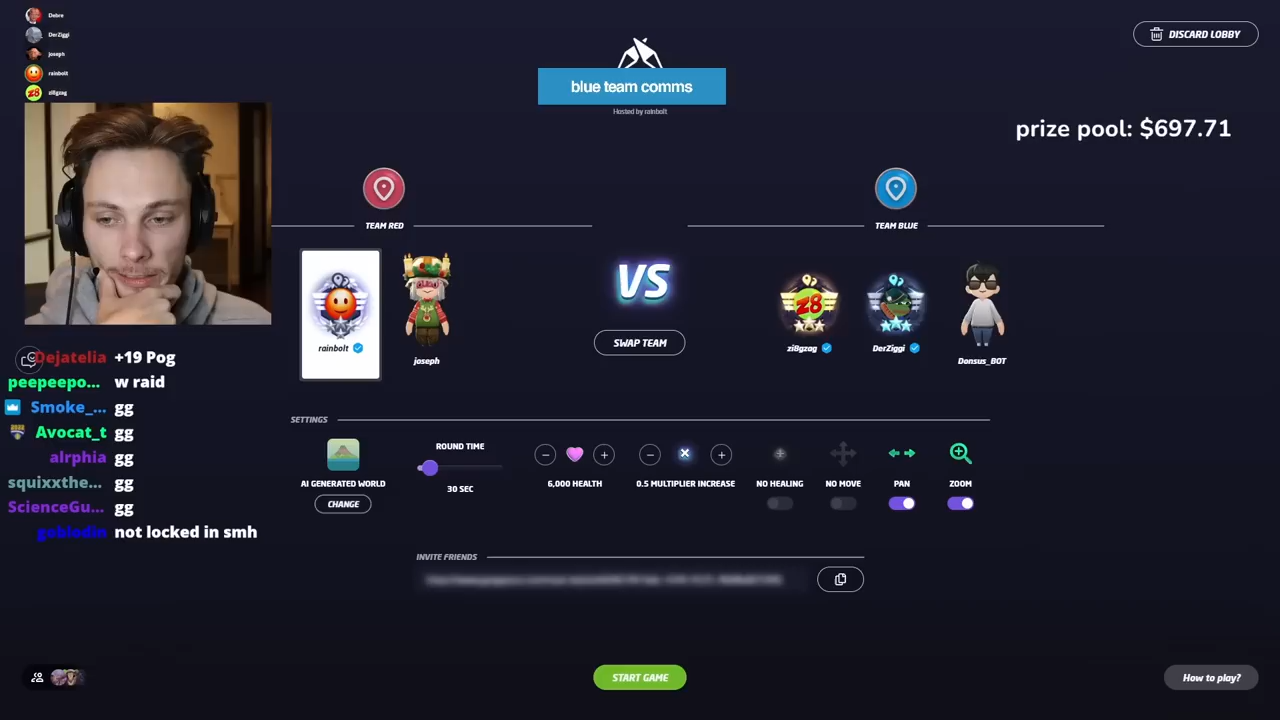 Debre
DerZiggi
joseph
rainbolt
zi8gzag
DISCARD LOBBY
blue team comms
Hosted by rainbolt
prize pool: $697.71
TEAM RED
TEAM BLUE
VS
SWAP TEAM
rainbolt
joseph
Z8
zi8gzag
DerZiggi
Donsus_BOT
Dejatelia +19 Pog
peepeepo... w raid
Smoke_... gg
Avocat_t gg
alrphia gg
squixxthe... gg
ScienceGu... gg
geblodin not locked in smh
SETTINGS
AI GENERATED WORLD
CHANGE
ROUND TIME
30 SEC
6,000 HEALTH
0.5 MULTIPLIER INCREASE
NO HEALING
NO MOVE
PAN
ZOOM
INVITE FRIENDS
START GAME
How to play?